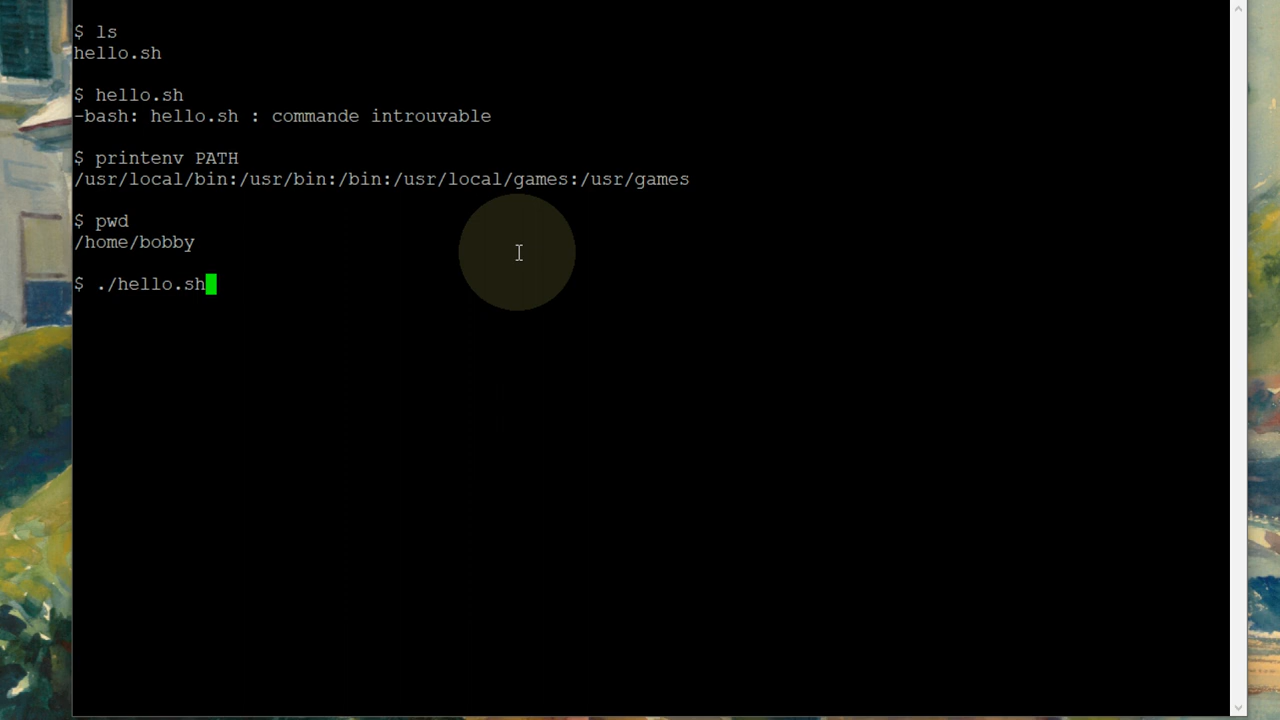 $ ls
hello.sh
$ hello.sh
-bash: hello.sh : commande introuvable
$ printenv PATH
/usr/local/bin:/usr/bin:/bin:/usr/local/games:/usr/games
$ pwd
/home/bobby
$ ./hello.sh